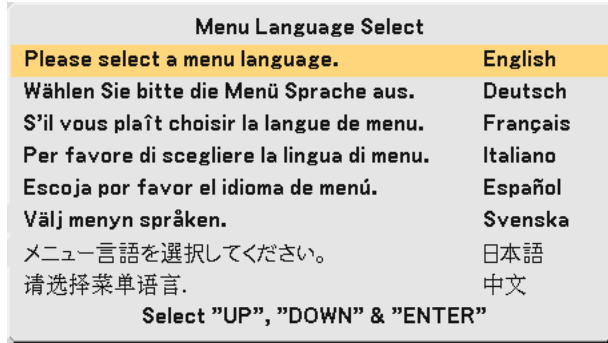 Menu Language Select
Please select a menu language. English
Wählen Sie bitte die Menü Sprache aus. Deutsch
S'il vous plaît choisir la langue de menu. Français
Per favore di scegliere la lingua di menu. Italiano
Escoja por favor el idioma de menú. Español
Välj menyn språken. Svenska
メニュー言語を選択してください。 日本語
请选择菜单语言. 中文
Select ”UP”, ”DOWN” & ”ENTER”